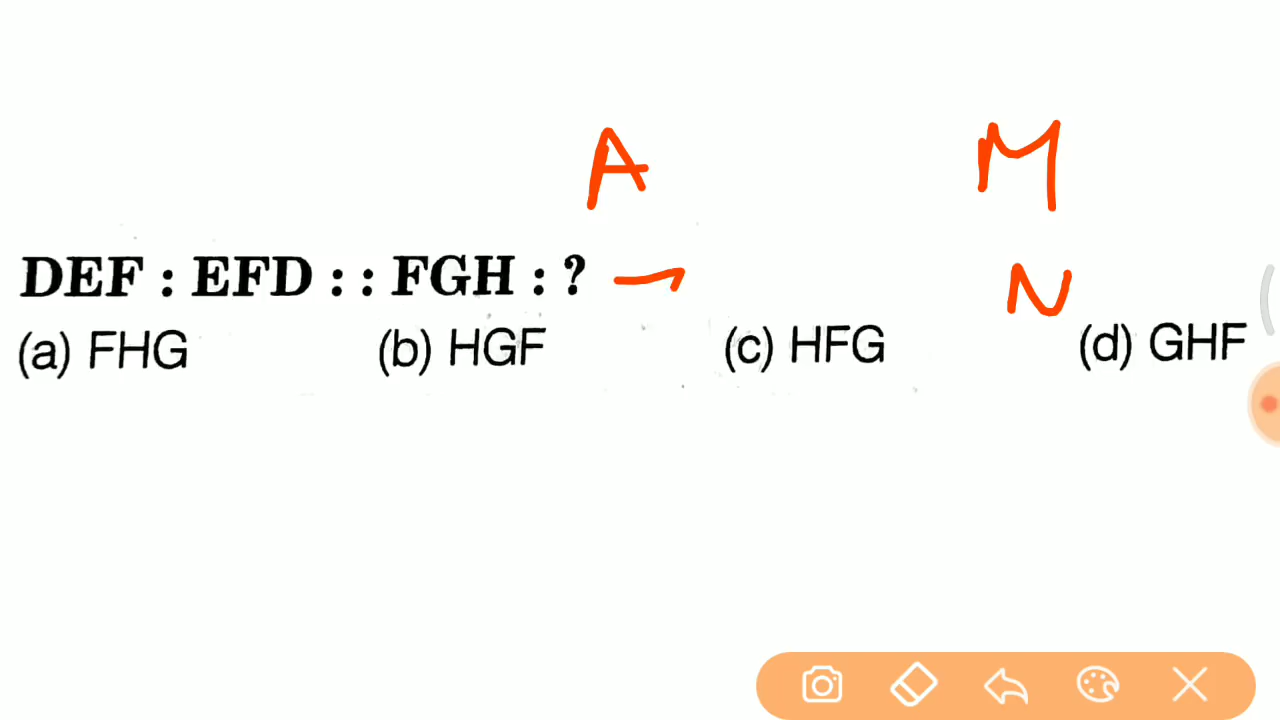 A M
DEF : EFD : : FGH : ?
N
(a) FHG (b) HGF (c) HFG (d) GHF